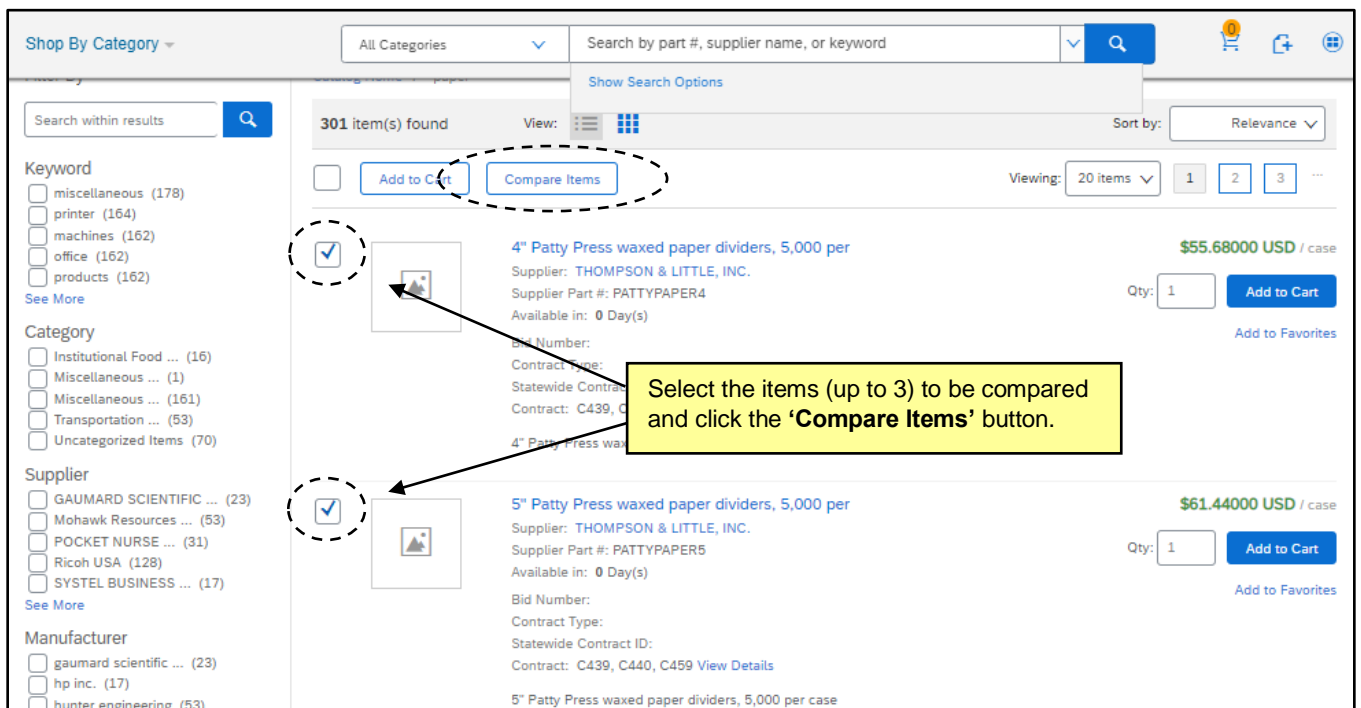 Shop By Category
All Categories
Search by part #, supplier name, or keyword
0
Show Search Options
Search within results
301 item(s) found
View:
Sort by:
Relevance
Add to Cart
Compare Items
Viewing:
20 items
1
2
3
...
Keyword
miscellaneous (178)
printer (164)
machines (162)
office (162)
products (162)
See More
Category
Institutional Food ... (16)
Miscellaneous ... (1)
Miscellaneous ... (161)
Transportation ... (53)
Uncategorized Items (70)
Supplier
GAUMARD SCIENTIFIC ... (23)
Mohawk Resources ... (53)
POCKET NURSE ... (31)
Ricoh USA (128)
SYSTEL BUSINESS ... (17)
See More
Manufacturer
gaumard scientific ... (23)
hp inc. (17)
hunter engineering (53)
4" Patty Press waxed paper dividers, 5,000 per
Supplier: THOMPSON & LITTLE, INC.
Supplier Part #: PATTYPAPER4
Available in: 0 Day(s)
Bid Number:
Contract Type:
Statewide Contra
Contract: C439, C
4" Patty Press wax
$55.68000 USD / case
Qty: 1
Add to Cart
Add to Favorites
Select the items (up to 3) to be compared
and click the ‘Compare Items’ button.
5" Patty Press waxed paper dividers, 5,000 per
Supplier: THOMPSON & LITTLE, INC.
Supplier Part #: PATTYPAPER5
Available in: 0 Day(s)
Bid Number:
Contract Type:
Statewide Contract ID:
Contract: C439, C440, C459 View Details
5" Patty Press waxed paper dividers, 5,000 per case
$61.44000 USD / case
Qty: 1
Add to Cart
Add to Favorites